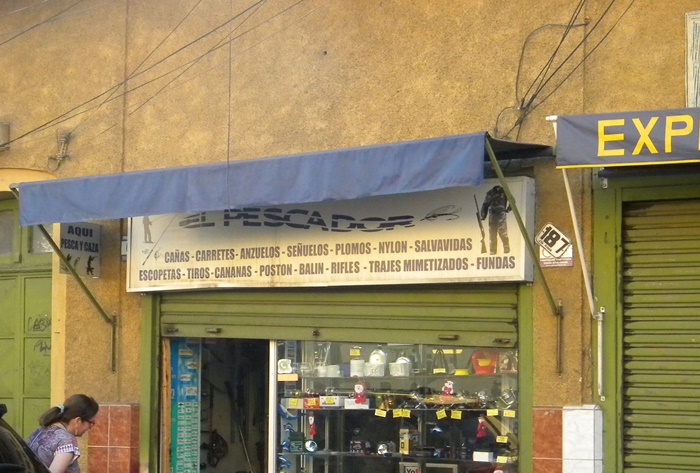 EL PESCADOR
CAÑAS - CARRETES - ANZUELOS - SEÑUELOS - PLOMOS - NYLON - SALVAVIDAS
ESCOPETAS - TIROS - CANANAS - POSTON - BALIN - RIFLES - TRAJES MIMETIZADOS - FUNDAS
AQUI
PESCA Y CAZA
187
EXP